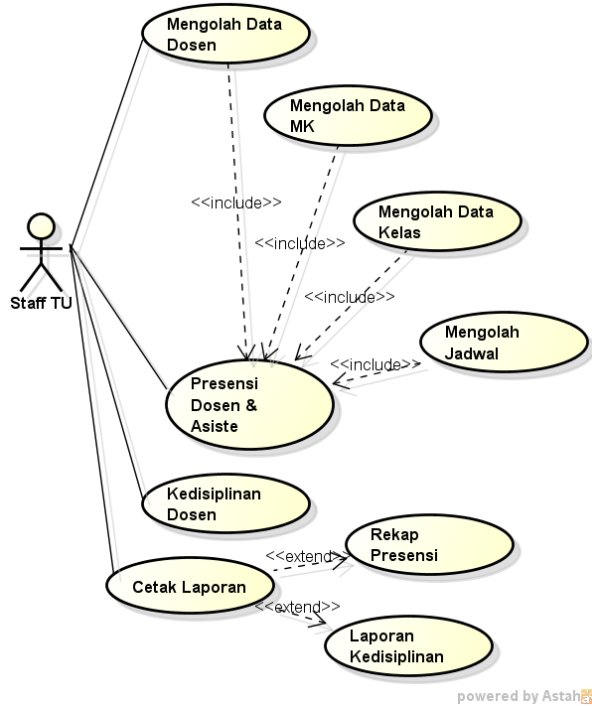 Mengolah Data
Dosen
Mengolah Data
MK
<<include>>
Mengolah Data
Kelas
<<include>>
Staff TU
<<include>>
Mengolah
Jadwal
<<include>>
Presensi
Dosen &
Asiste
Kedisiplinan
Dosen
Rekap
Presensi
<<extend>>
Cetak Laporan
<<extend>>
Laporan
Kedisiplinan
powered by Astah